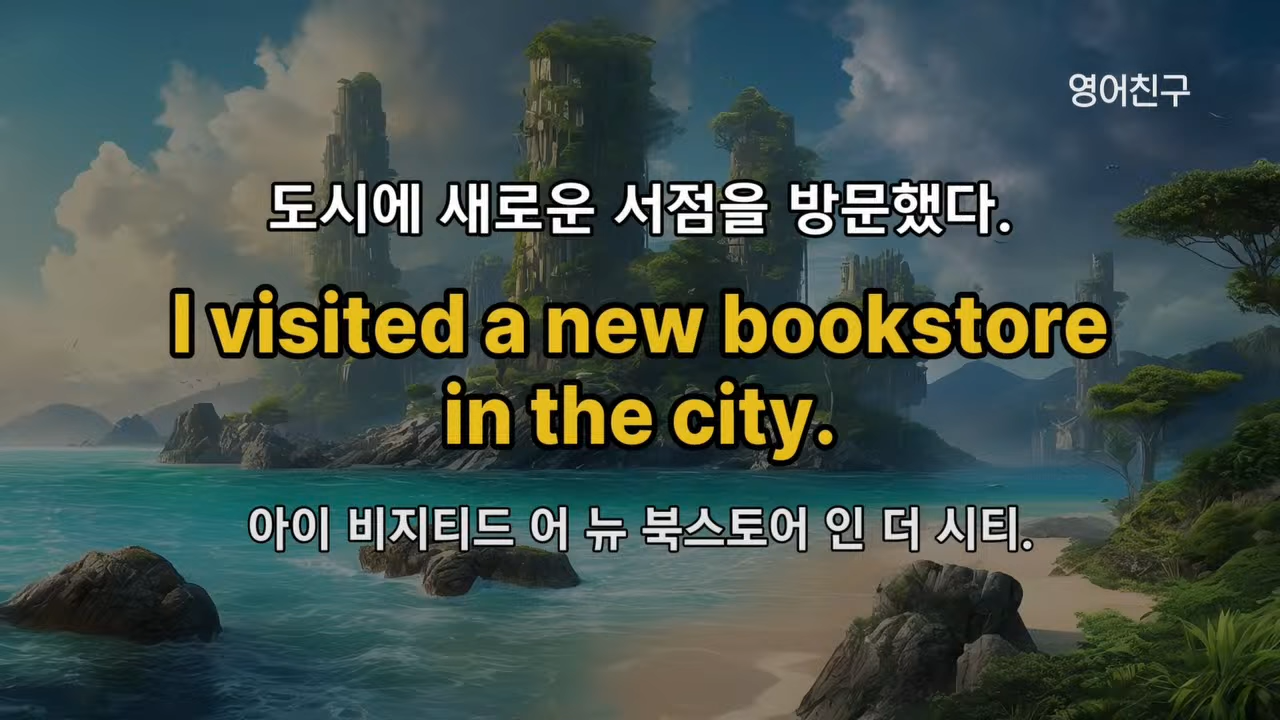 영어친구
도시에 새로운 서점을 방문했다.
I visited a new bookstore
in the city.
아이 비지티드 어 뉴 북스토어 인 더 시티.